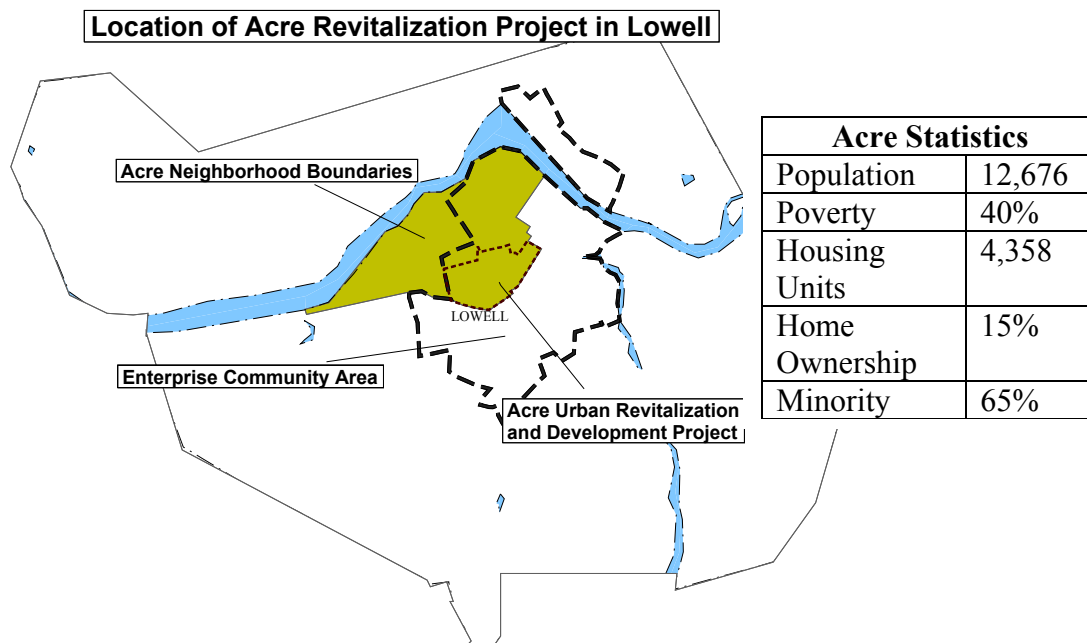 Location of Acre Revitalization Project in Lowell
Acre Neighborhood Boundaries
LOWELL
Enterprise Community Area
Acre Urban Revitalization
and Development Project
Acre Statistics
Population 12,676
Poverty 40%
Housing 4,358
Units
Home 15%
Ownership
Minority 65%